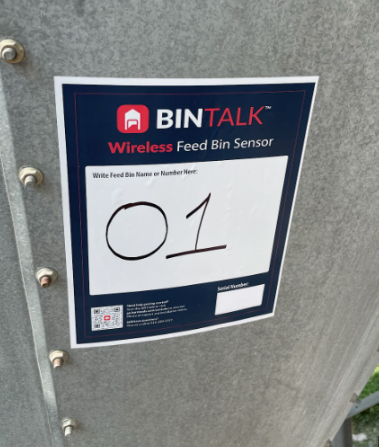 BINTALK™
Wireless Feed Bin Sensor
Write Feed Bin Name or Number Here:
01
Serial Number: